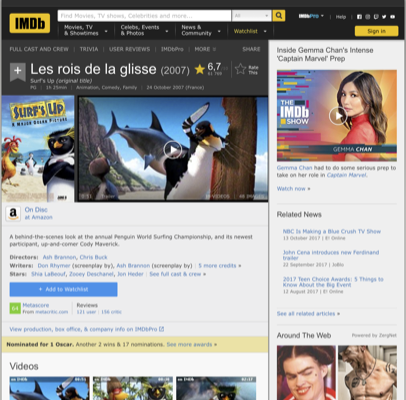 IMDb
Find Movies, TV shows, Celebrities and more...
All
IMDbPro
Help
Movies, TV
& Showtimes
Celebs, Events
& Photos
News &
Community
Watchlist
Sign in
FULL CAST AND CREW
TRIVIA
USER REVIEWS
IMDbPro
MORE
SHARE
Les rois de la glisse (2007)
6,7
Rate
This
Surf's Up (original title)
PG | 1h 25min | Animation, Comedy, Family | 24 October 2007 (France)
SURF'S UP
On Disc
at Amazon
A behind-the-scenes look at the annual Penguin World Surfing Championship, and its newest
participant, up-and-comer Cody Maverick.
Directors: Ash Brannon, Chris Buck
Writers: Don Rhymer (screenplay by), Ash Brannon (screenplay by) | 5 more credits »
Stars: Shia LaBeouf, Zooey Deschanel, Jon Heder | See full cast & crew »
+ Add to Watchlist
Metascore
From metacritic.com
Reviews
121 user | 156 critic
View production, box office, & company info on IMDbPro
Nominated for 1 Oscar. Another 2 wins & 17 nominations. See more awards »
Videos
Inside Gemma Chan's Intense
'Captain Marvel' Prep
THE
IMDb
SHOW
GEMMA CHAN
Gemma Chan had to do some serious prep to
take on her role in Captain Marvel.
Watch now »
Related News
NBC Is Making a Blue Crush TV Show
13 October 2017 | E! Online
John Cena introduces new Ferdinand
trailer
22 September 2017 | JoBlo
2017 Teen Choice Awards: 5 Things to
Know About the Big Event
12 August 2017 | E! Online
See all related articles »
Around The Web
Powered by ZergNet